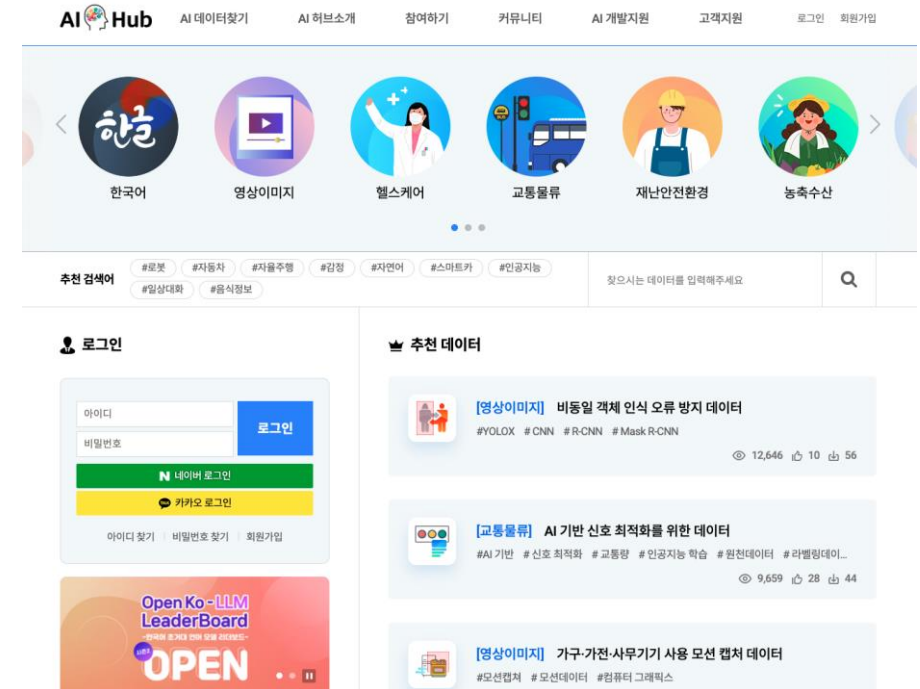 AI Hub
AI 데이터찾기 AI 허브소개 참여하기 커뮤니티 AI 개발지원 고객지원 로그인 회원가입
한글
한국어 영상이미지 헬스케어 교통물류 재난안전환경 농축수산
추천 검색어
#로봇 #자동차 #자율주행 #감정 #자연어 #스마트카 #인공지능
#일상대화 #음식정보
찾으시는 데이터를 입력해주세요
로그인
아이디
비밀번호
로그인
N 네이버 로그인
카카오 로그인
아이디 찾기 비밀번호 찾기 회원가입
Open Ko-LLM
LeaderBoard
-한국어 초거대 언어 모델 리더보드-
OPEN
추천 데이터
[영상이미지] 비동일 객체 인식 오류 방지 데이터
#YOLOX # CNN # R-CNN # Mask R-CNN
12,646 10 56
[교통물류] AI 기반 신호 최적화를 위한 데이터
#AI 기반 # 신호 최적화 # 교통량 # 인공지능 학습 # 원천데이터 # 라벨링데이...
9,659 28 44
[영상이미지] 가구·가전·사무기기 사용 모션 캡처 데이터
#모션캡쳐 # 모션데이터 #컴퓨터 그래픽스